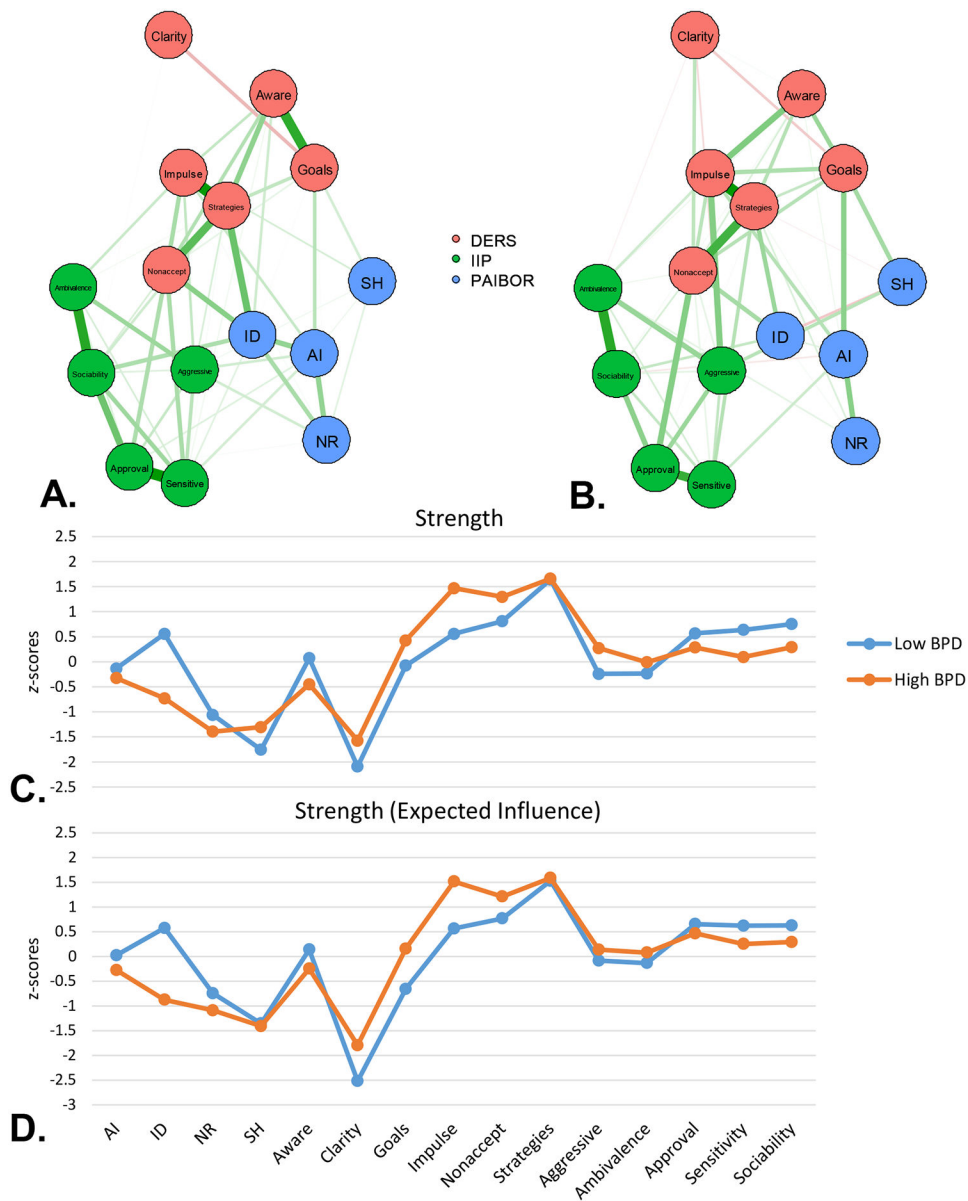 Clarity
Aware
Goals
Impulse
Strategies
Nonaccept
Ambivalence
SH
ID
AI
Sociability
Aggressive
NR
Approval
Sensitive
A.
DERS
IIP
PAIBOR
Clarity
Aware
Goals
Impulse
Strategies
Nonaccept
Ambivalence
SH
ID
AI
Sociability
Aggressive
NR
Approval
Sensitive
B.
Strength
2.5
2
1.5
1
0.5
0
-0.5
-1
-1.5
-2
-2.5
z-scores
Low BPD
High BPD
C.
Strength (Expected Influence)
2.5
2
1.5
1
0.5
0
-0.5
-1
-1.5
-2
-2.5
-3
z-scores
D.
AI
ID
NR
SH
Aware
Clarity
Goals
Impulse
Nonaccept
Strategies
Aggressive
Ambivalence
Approval
Sensitivity
Sociability